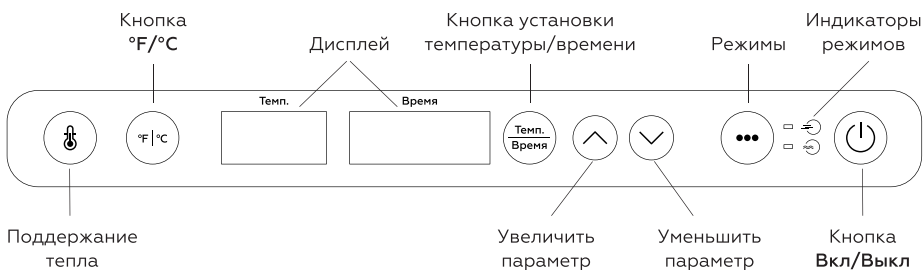 Кнопка
°F/°C
Дисплей
Кнопка установки
температуры/времени
Режимы
Индикаторы
режимов
Темп.
Время
°F|°C
Темп.
Время
Поддержание
тепла
Увеличить
параметр
Уменьшить
параметр
Кнопка
Вкл/Выкл